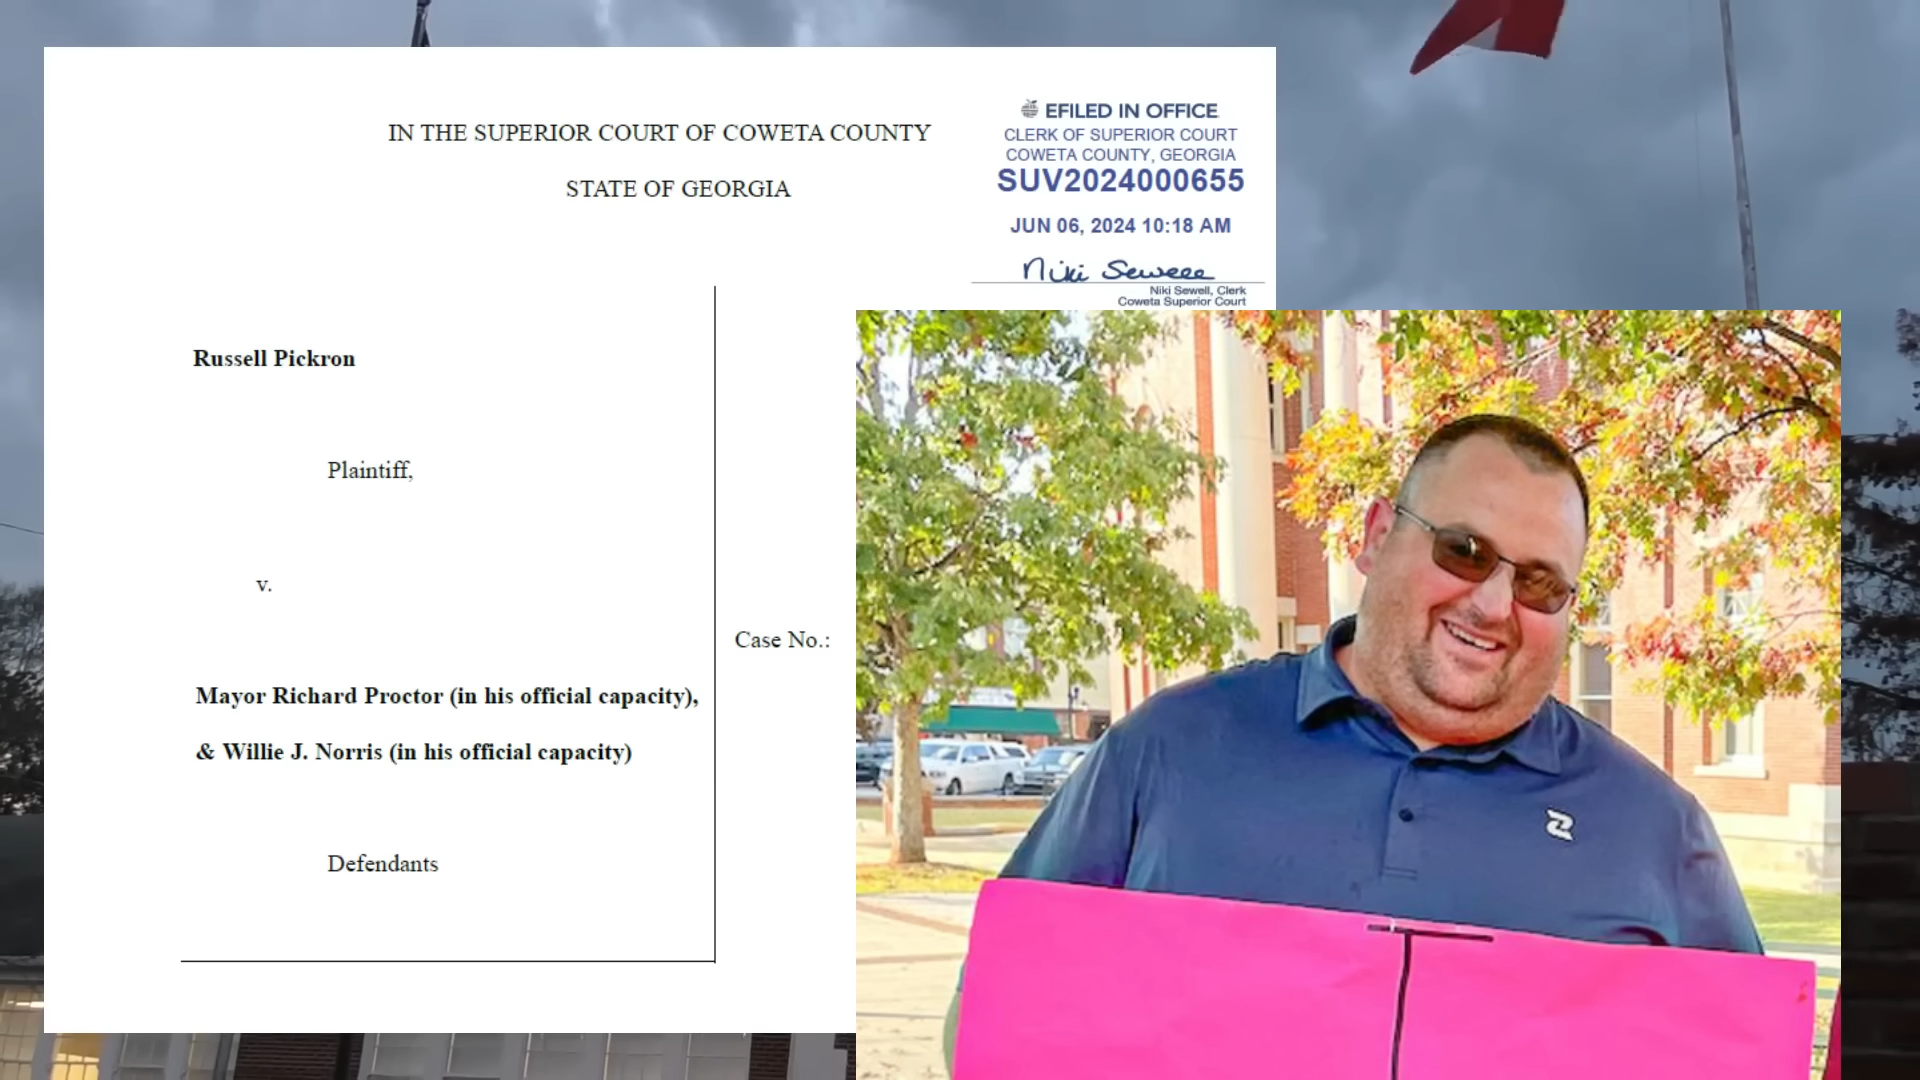 IN THE SUPERIOR COURT OF COWETA COUNTY
STATE OF GEORGIA
EFILED IN OFFICE
CLERK OF SUPERIOR COURT
COWETA COUNTY, GEORGIA
SUV2024000655
JUN 06, 2024 10:18 AM
Niki Sewell
Niki Sewell, Clerk
Coweta Superior Court
Russell Pickron
Plaintiff,
v.
Case No.:
Mayor Richard Proctor (in his official capacity),
& Willie J. Norris (in his official capacity)
Defendants